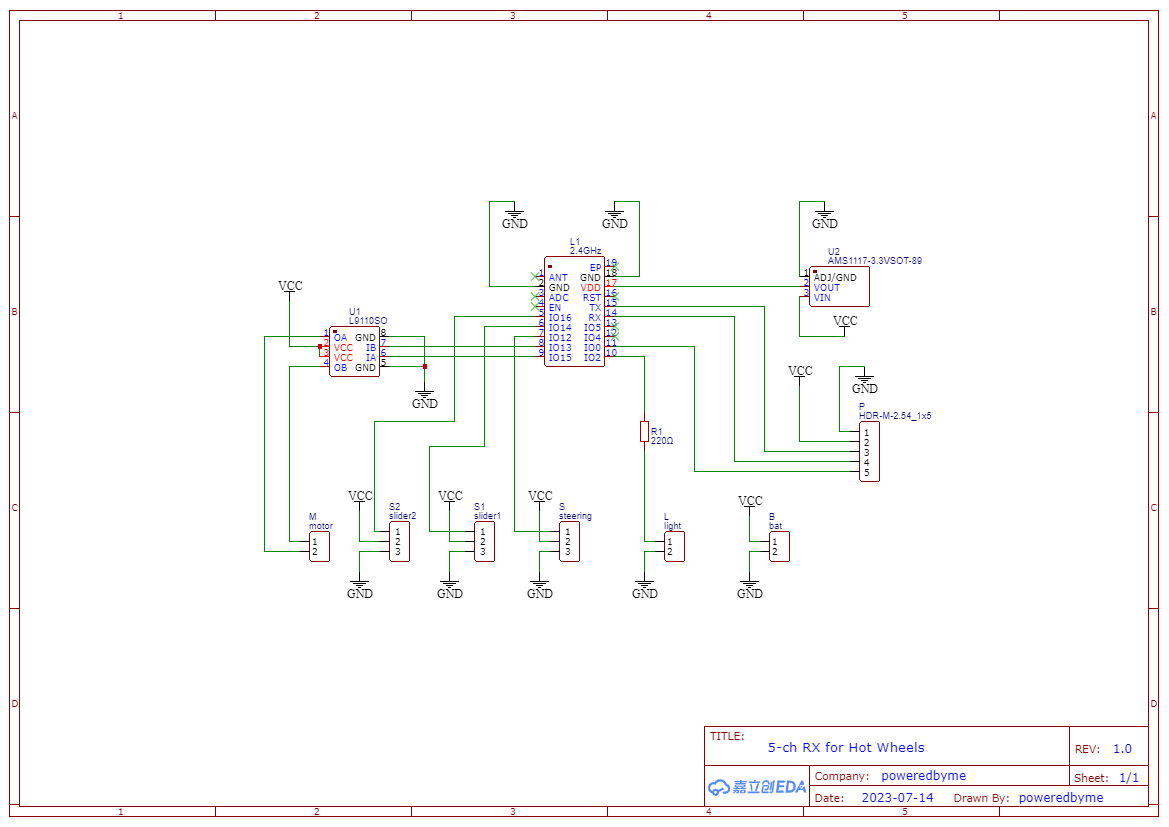 1 2 3 4 5
A A
B B
C C
D D
1 2 3 4 5
GND
GND
GND
L1
2.4GHz
1 ANT
2 GND
3 ADC
4 EN
5 IO16
6 IO14
7 IO12
8 IO13
9 IO15
EP 19
GND 18
VDD 17
RST 16
TX 15
RX 14
IO5 13
IO4 12
IO0 11
IO2 10
U2
AMS1117-3.3VSOT-89
1 ADJ/GND
2 VOUT
3 VIN
VCC
VCC
U1
L9110SO
1 OA GND 8
2 VCC IB 7
3 VCC IA 6
4 OB GND 5
GND
VCC
GND
P
HDR-M-2.54_1x5
1
2
3
4
5
R1
220Ω
M
motor
1
2
VCC
S2
slider2
1
2
3
GND
VCC
S1
slider1
1
2
3
GND
VCC
S
steering
1
2
3
GND
L
light
1
2
GND
VCC
B
bat
1
2
GND
TITLE:
5-ch RX for Hot Wheels
REV: 1.0
嘉立创EDA
Company: poweredbyme
Sheet: 1/1
Date: 2023-07-14 Drawn By: poweredbyme